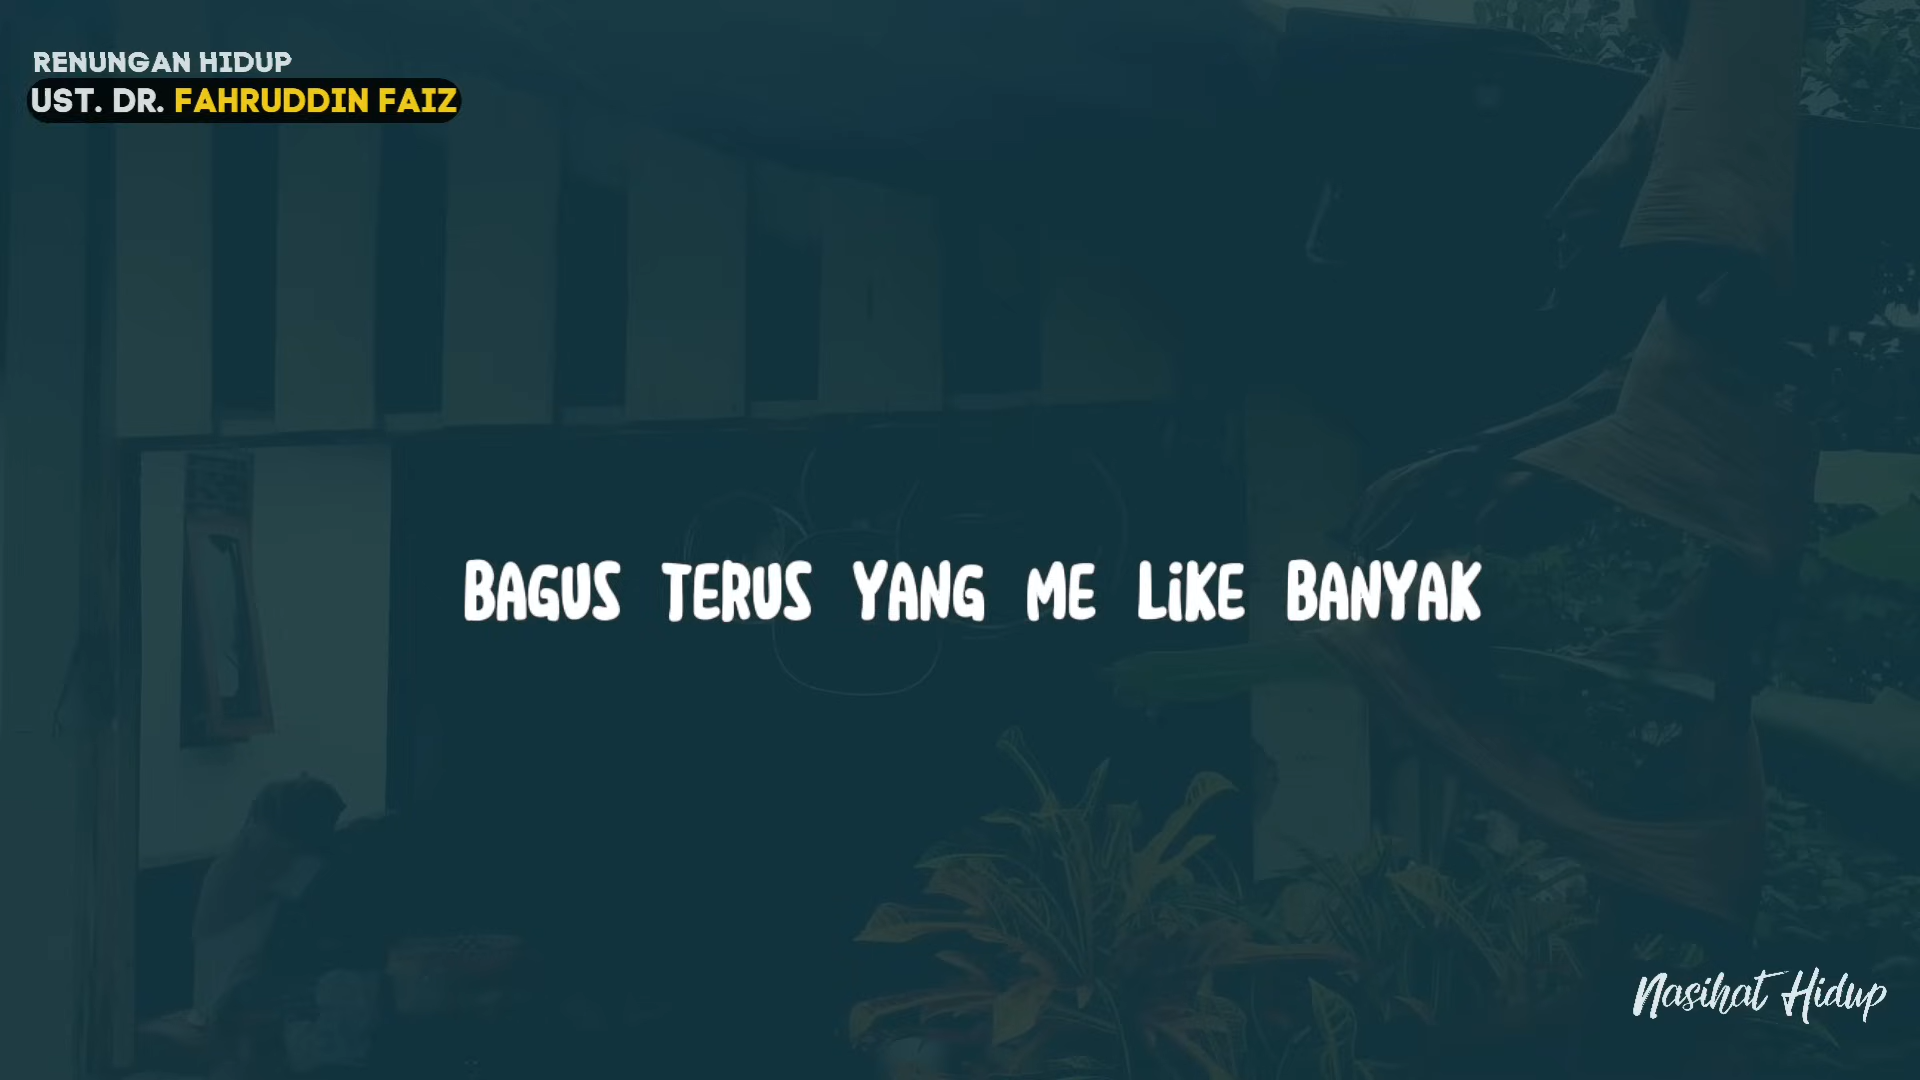 RENUNGAN HIDUP
UST. DR. FAHRUDDIN FAIZ
BAGUS TERUS YANG ME LIKE BANYAK
Nasihat Hidup